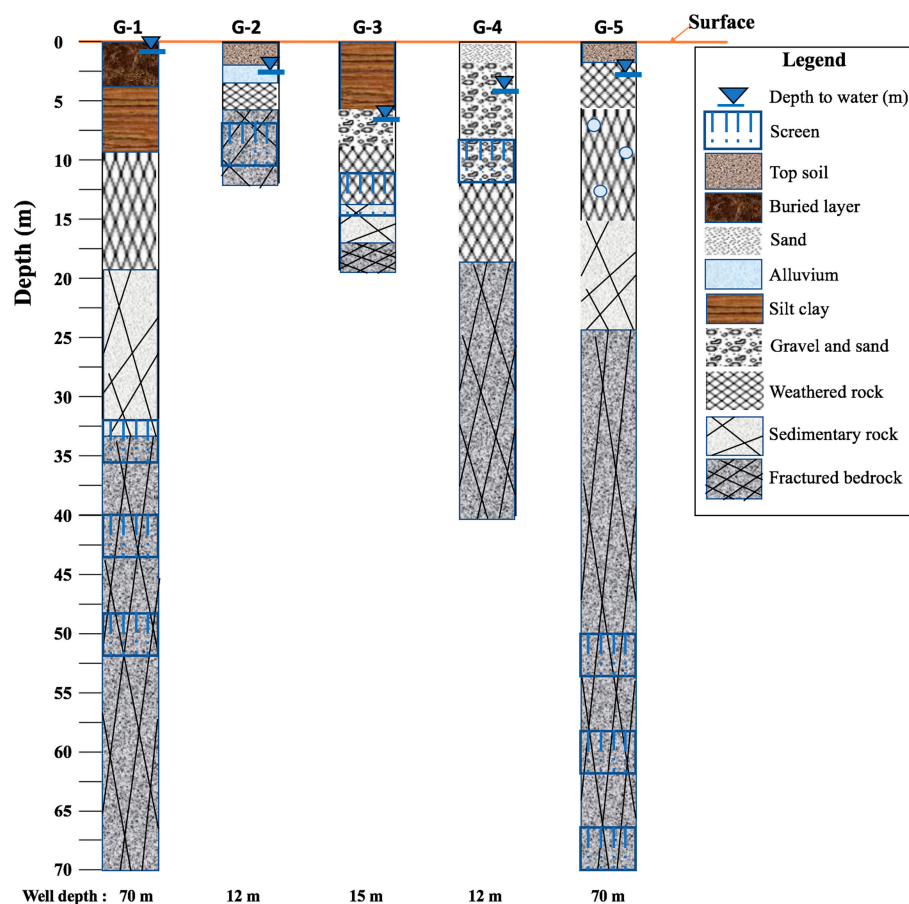 G-1 G-2 G-3 G-4 G-5
Surface
Depth (m)
0
5
10
15
20
25
30
35
40
45
50
55
60
65
70
Legend
Depth to water (m)
Screen
Top soil
Buried layer
Sand
Alluvium
Silt clay
Gravel and sand
Weathered rock
Sedimentary rock
Fractured bedrock
Well depth : 70 m 12 m 15 m 12 m 70 m